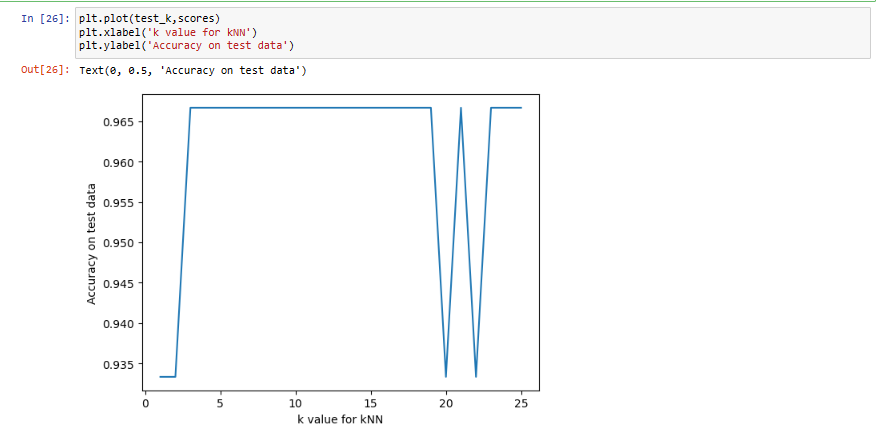 In [26]: plt.plot(test_k,scores)
plt.xlabel('k value for kNN')
plt.ylabel('Accuracy on test data')
Out[26]: Text(0, 0.5, 'Accuracy on test data')
0.965
0.960
0.955
0.950
0.945
0.940
0.935
Accuracy on test data
0 5 10 15 20 25
k value for kNN